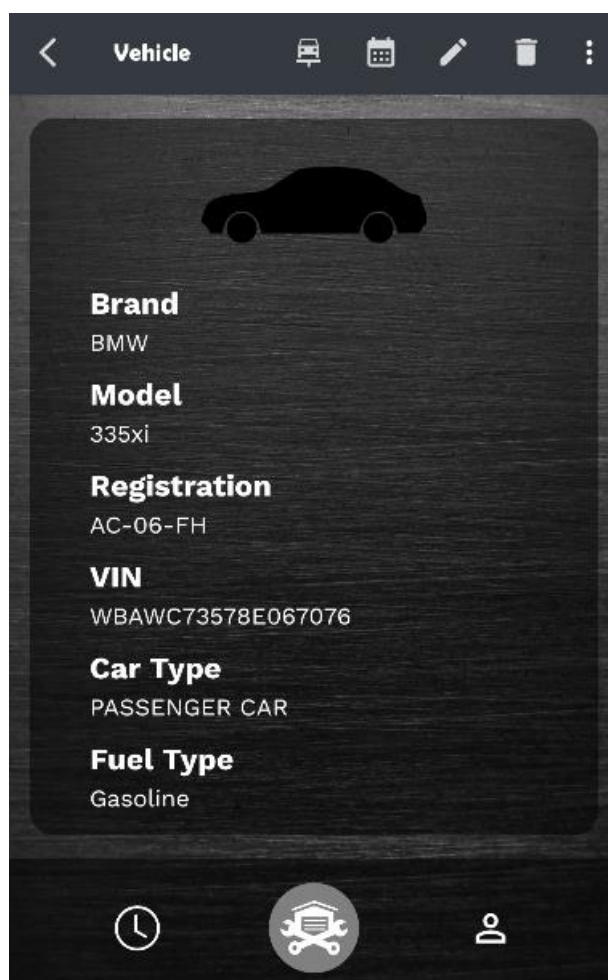 Vehicle
Brand
BMW
Model
335xi
Registration
AC-06-FH
VIN
WBAWC73578E067076
Car Type
PASSENGER CAR
Fuel Type
Gasoline